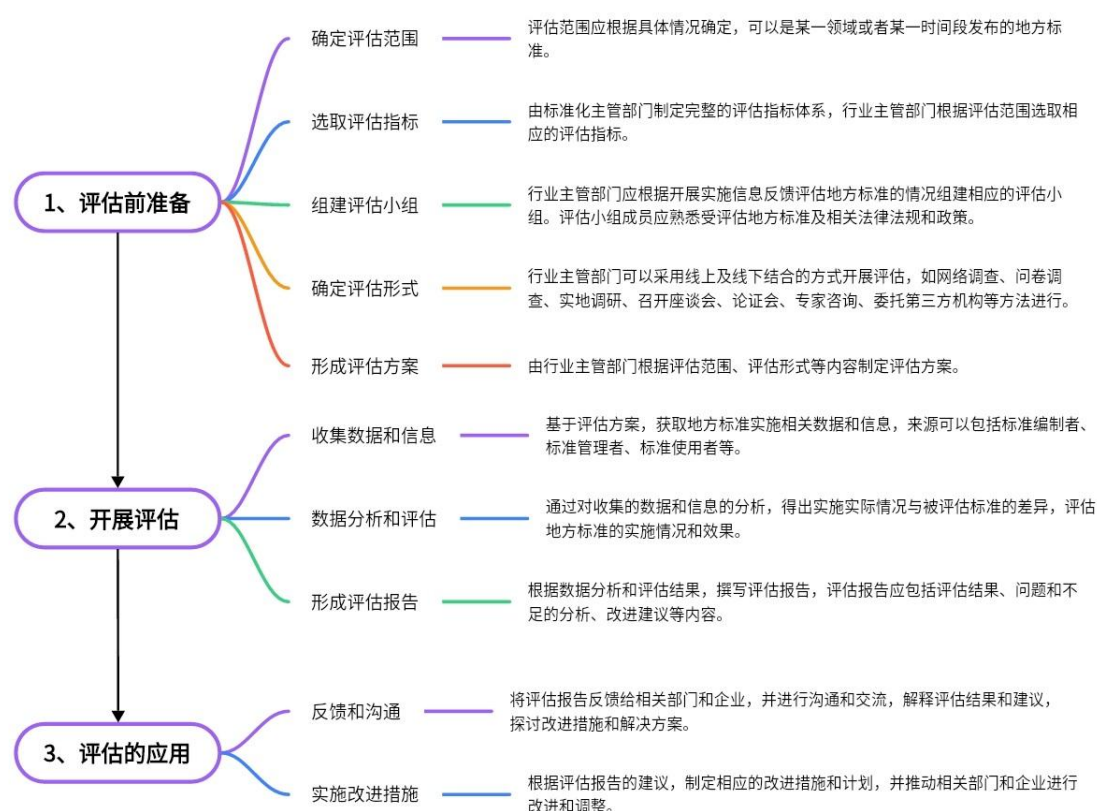 确定评估范围
评估范围应根据具体情况确定，可以是某一领域或者某一时间段发布的地方标
准。
选取评估指标
由标准化主管部门制定完整的评估指标体系，行业主管部门根据评估范围选取相
应的评估指标。
1、评估前准备
组建评估小组
行业主管部门应根据开展实施信息反馈评估地方标准的情况组建相应的评估小
组。评估小组成员应熟悉受评估地方标准及相关法律法规和政策。
确定评估形式
行业主管部门可以采用线上及线下结合的方式开展评估，如网络调查、问卷调
查、实地调研、召开座谈会、论证会、专家咨询、委托第三方机构等方法进行。
形成评估方案
由行业主管部门根据评估范围、评估形式等内容制定评估方案。
收集数据和信息
基于评估方案，获取地方标准实施相关数据和信息，来源可以包括标准编制者、
标准管理者、标准使用者等。
2、开展评估
数据分析和评估
通过对收集的数据和信息的分析，得出实施实际情况与被评估标准的差异，评估
地方标准的实施情况和效果。
形成评估报告
根据数据分析和评估结果，撰写评估报告，评估报告应包括评估结果、问题和不
足的分析、改进建议等内容。
反馈和沟通
将评估报告反馈给相关部门和企业，并进行沟通和交流，解释评估结果和建议，
探讨改进措施和解决方案。
3、评估的应用
实施改进措施
根据评估报告的建议，制定相应的改进措施和计划，并推动相关部门和企业进行
改进和调整。